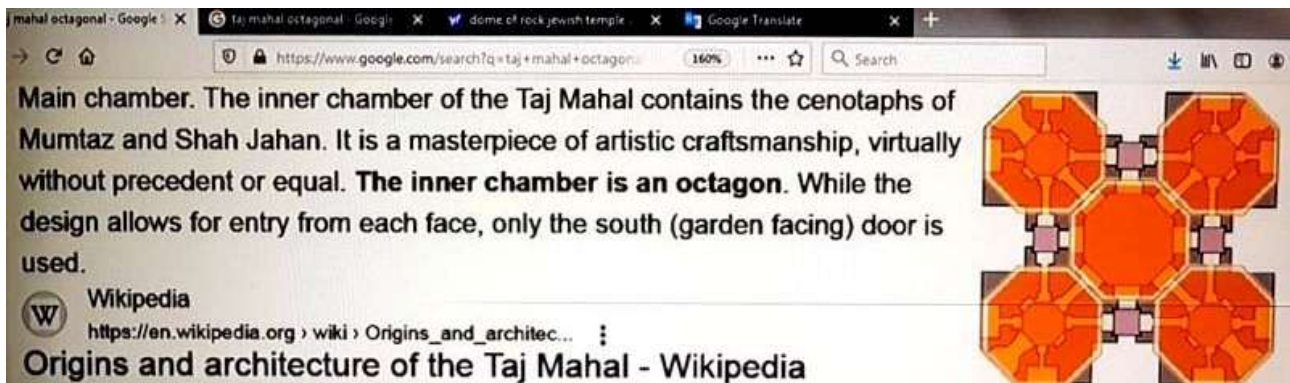 j mahal octagonal - Google S
taj mahal octagonal - Googl
dome of rock jewish temple
Google Translate
https://www.google.com/search?q=taj+mahal+octagon
160%
Search
Main chamber. The inner chamber of the Taj Mahal contains the cenotaphs of
Mumtaz and Shah Jahan. It is a masterpiece of artistic craftsmanship, virtually
without precedent or equal. The inner chamber is an octagon. While the
design allows for entry from each face, only the south (garden facing) door is
used.
W
Wikipedia
https://en.wikipedia.org › wiki › Origins_and_architec...
Origins and architecture of the Taj Mahal - Wikipedia